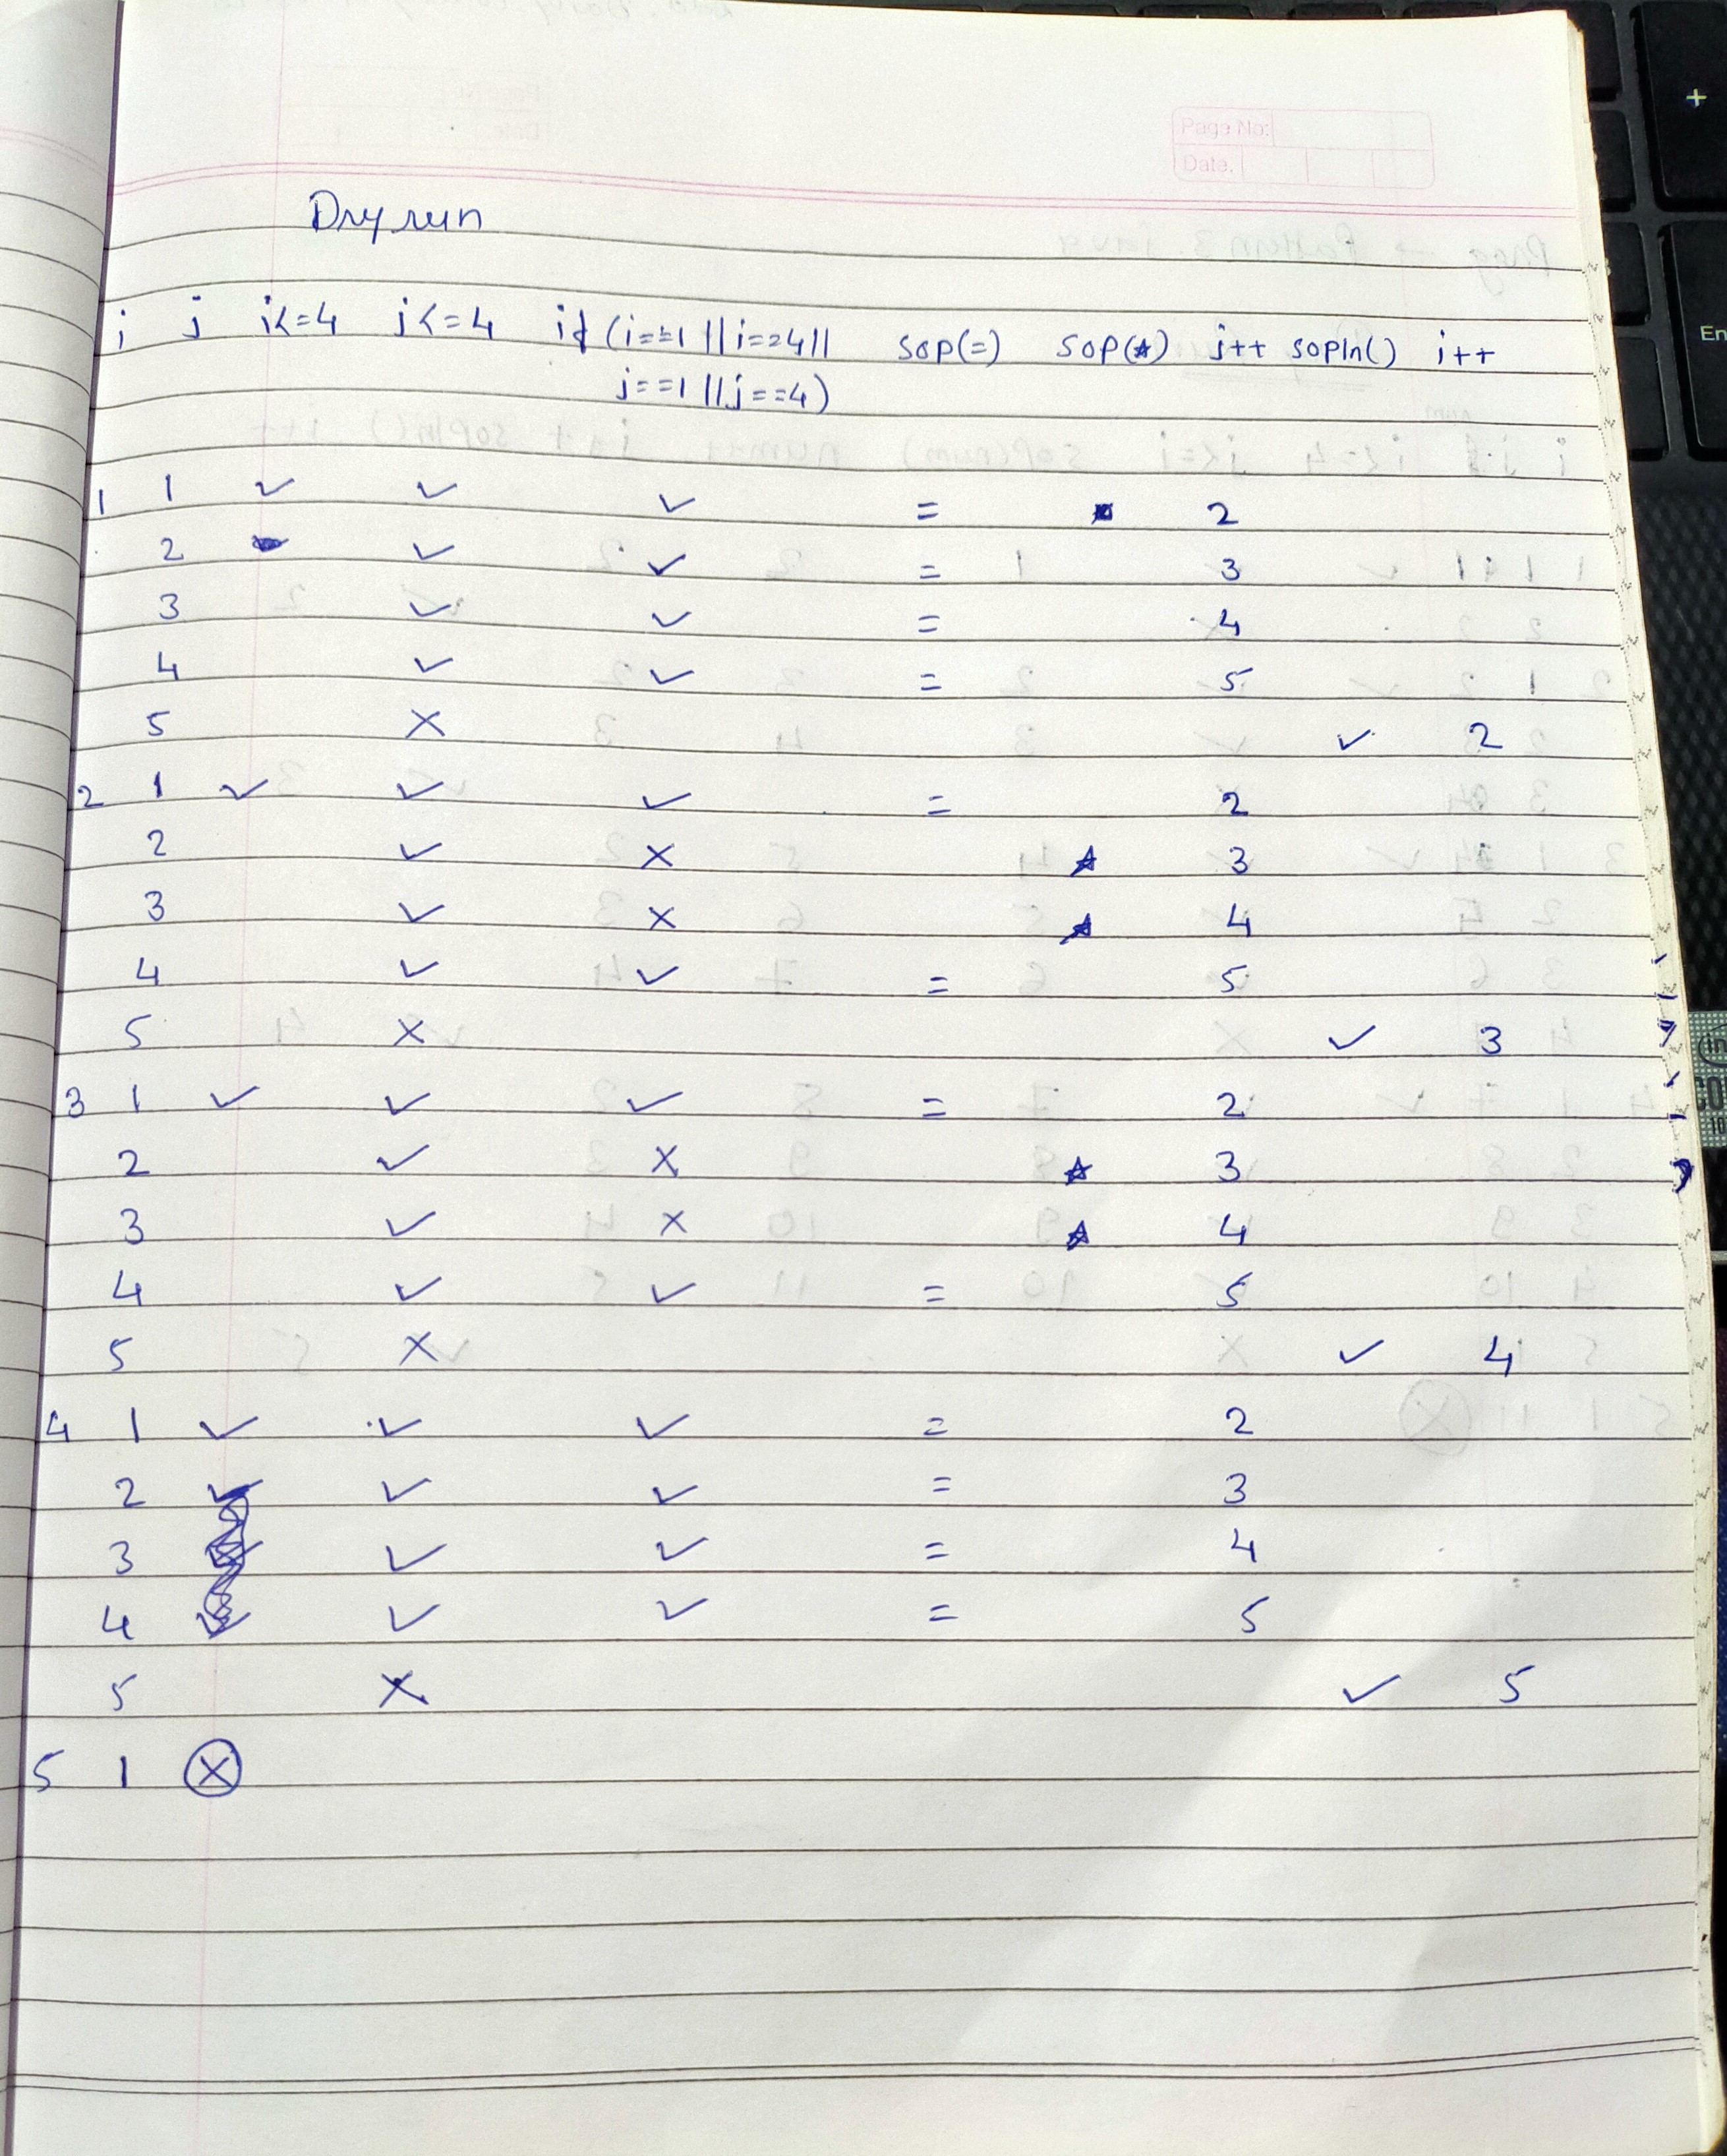 Page No:
Date.
Dry run
i j i<=4 j<=4 if (i==1 || i==4 || sop(=) sop(☆) j++ sopln() i++
j==1 || j==4)
1 1 ✓ ✓ ✓ = 2
2 ✓ ✓ = 3
3 ✓ ✓ = 4
4 ✓ ✓ = 5
5 × ✓ 2
2 1 ✓ ✓ ✓ = 2
2 ✓ × ☆ 3
3 ✓ × ☆ 4
4 ✓ ✓ = 5
5 × ✓ 3
3 1 ✓ ✓ ✓ = 2
2 ✓ × ☆ 3
3 ✓ × ☆ 4
4 ✓ ✓ = 5
5 × ✓ 4
4 1 ✓ ✓ ✓ = 2
2 ✓ ✓ = 3
3 ✓ ✓ = 4
4 ✓ ✓ = 5
5 × ✓ 5
5 1 ⓧ
+
En